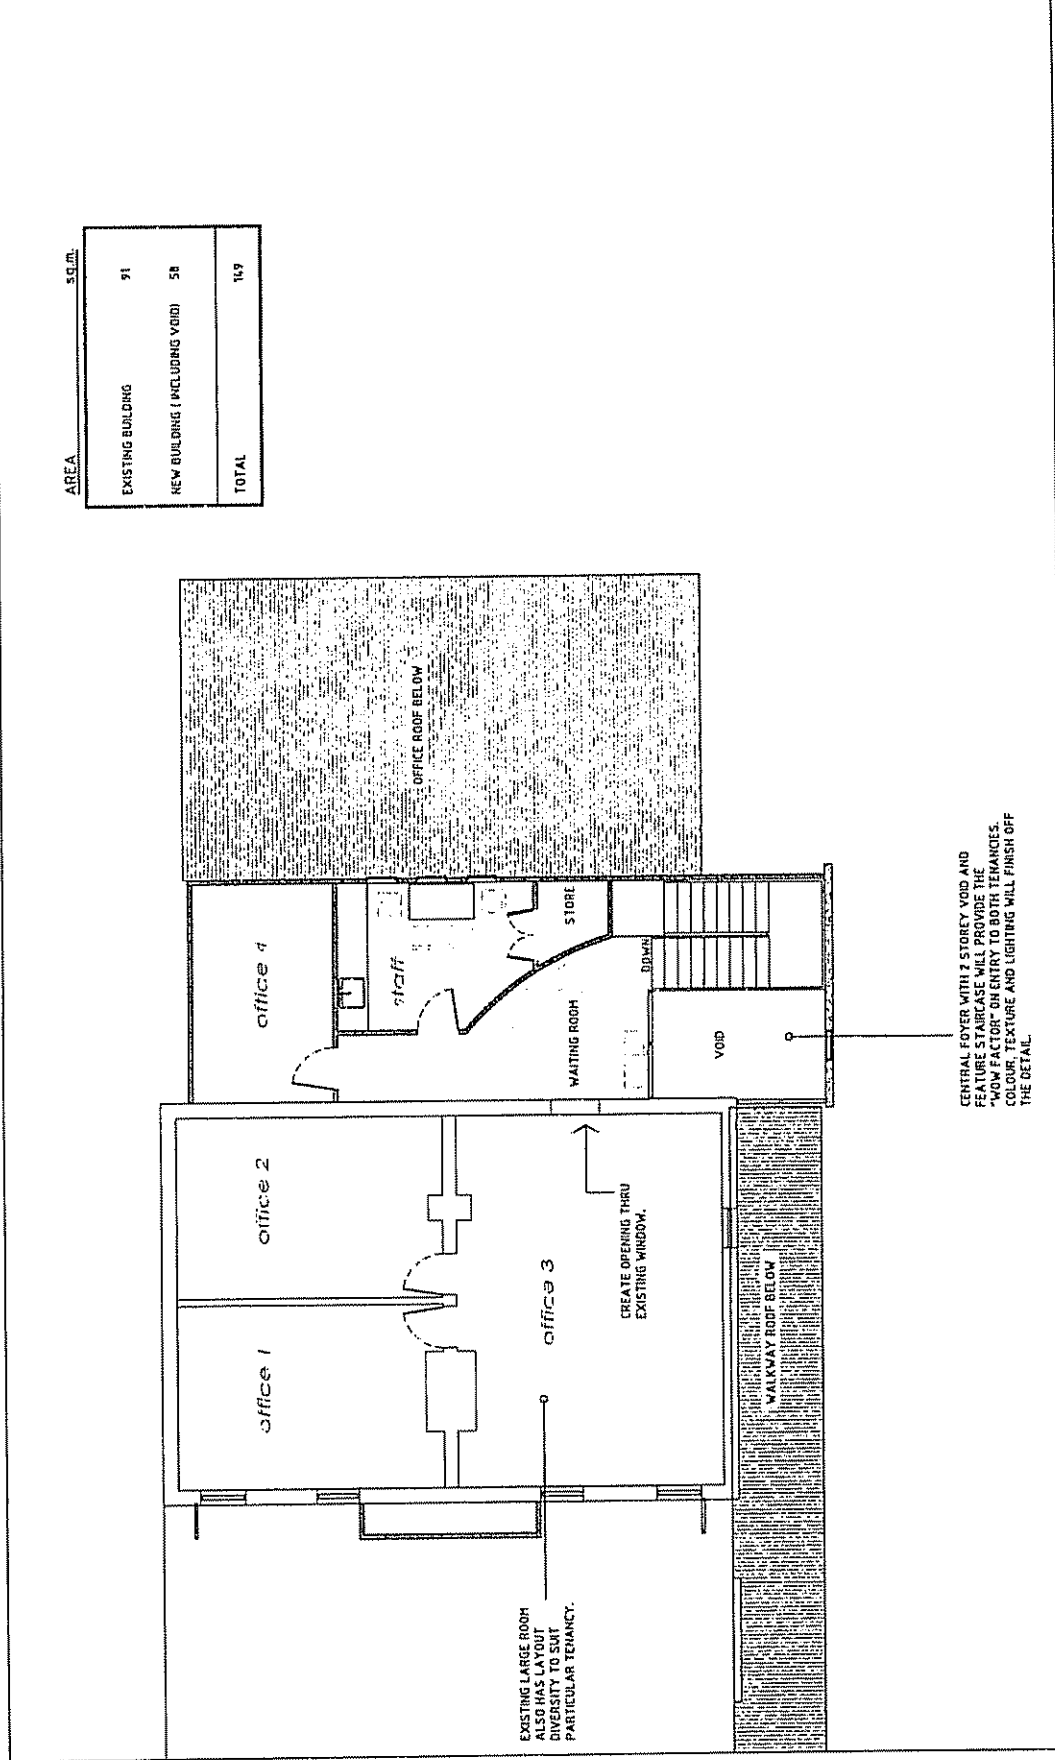 AREA sq.m.
EXISTING BUILDING 91
NEW BUILDING ( INCLUDING VOID) 58
TOTAL 149
office 1
office 2
office 4
staff
STORE
OFFICE ROOF BELOW
office 3
WAITING ROOM
DOWN
VOID
CREATE OPENING THRU
EXISTING WINDOW.
WALKWAY ROOF BELOW
EXISTING LARGE ROOM
ALSO HAS LAYOUT
DIVERSITY TO SUIT
PARTICULAR TENANCY.
CENTRAL FOYER WITH 2 STOREY VOID AND
FEATURE STAIRCASE WILL PROVIDE THE
"WOW FACTOR" ON ENTRY TO BOTH TENANCIES.
COLOUR, TEXTURE AND LIGHTING WILL FINISH OFF
THE DETAIL.